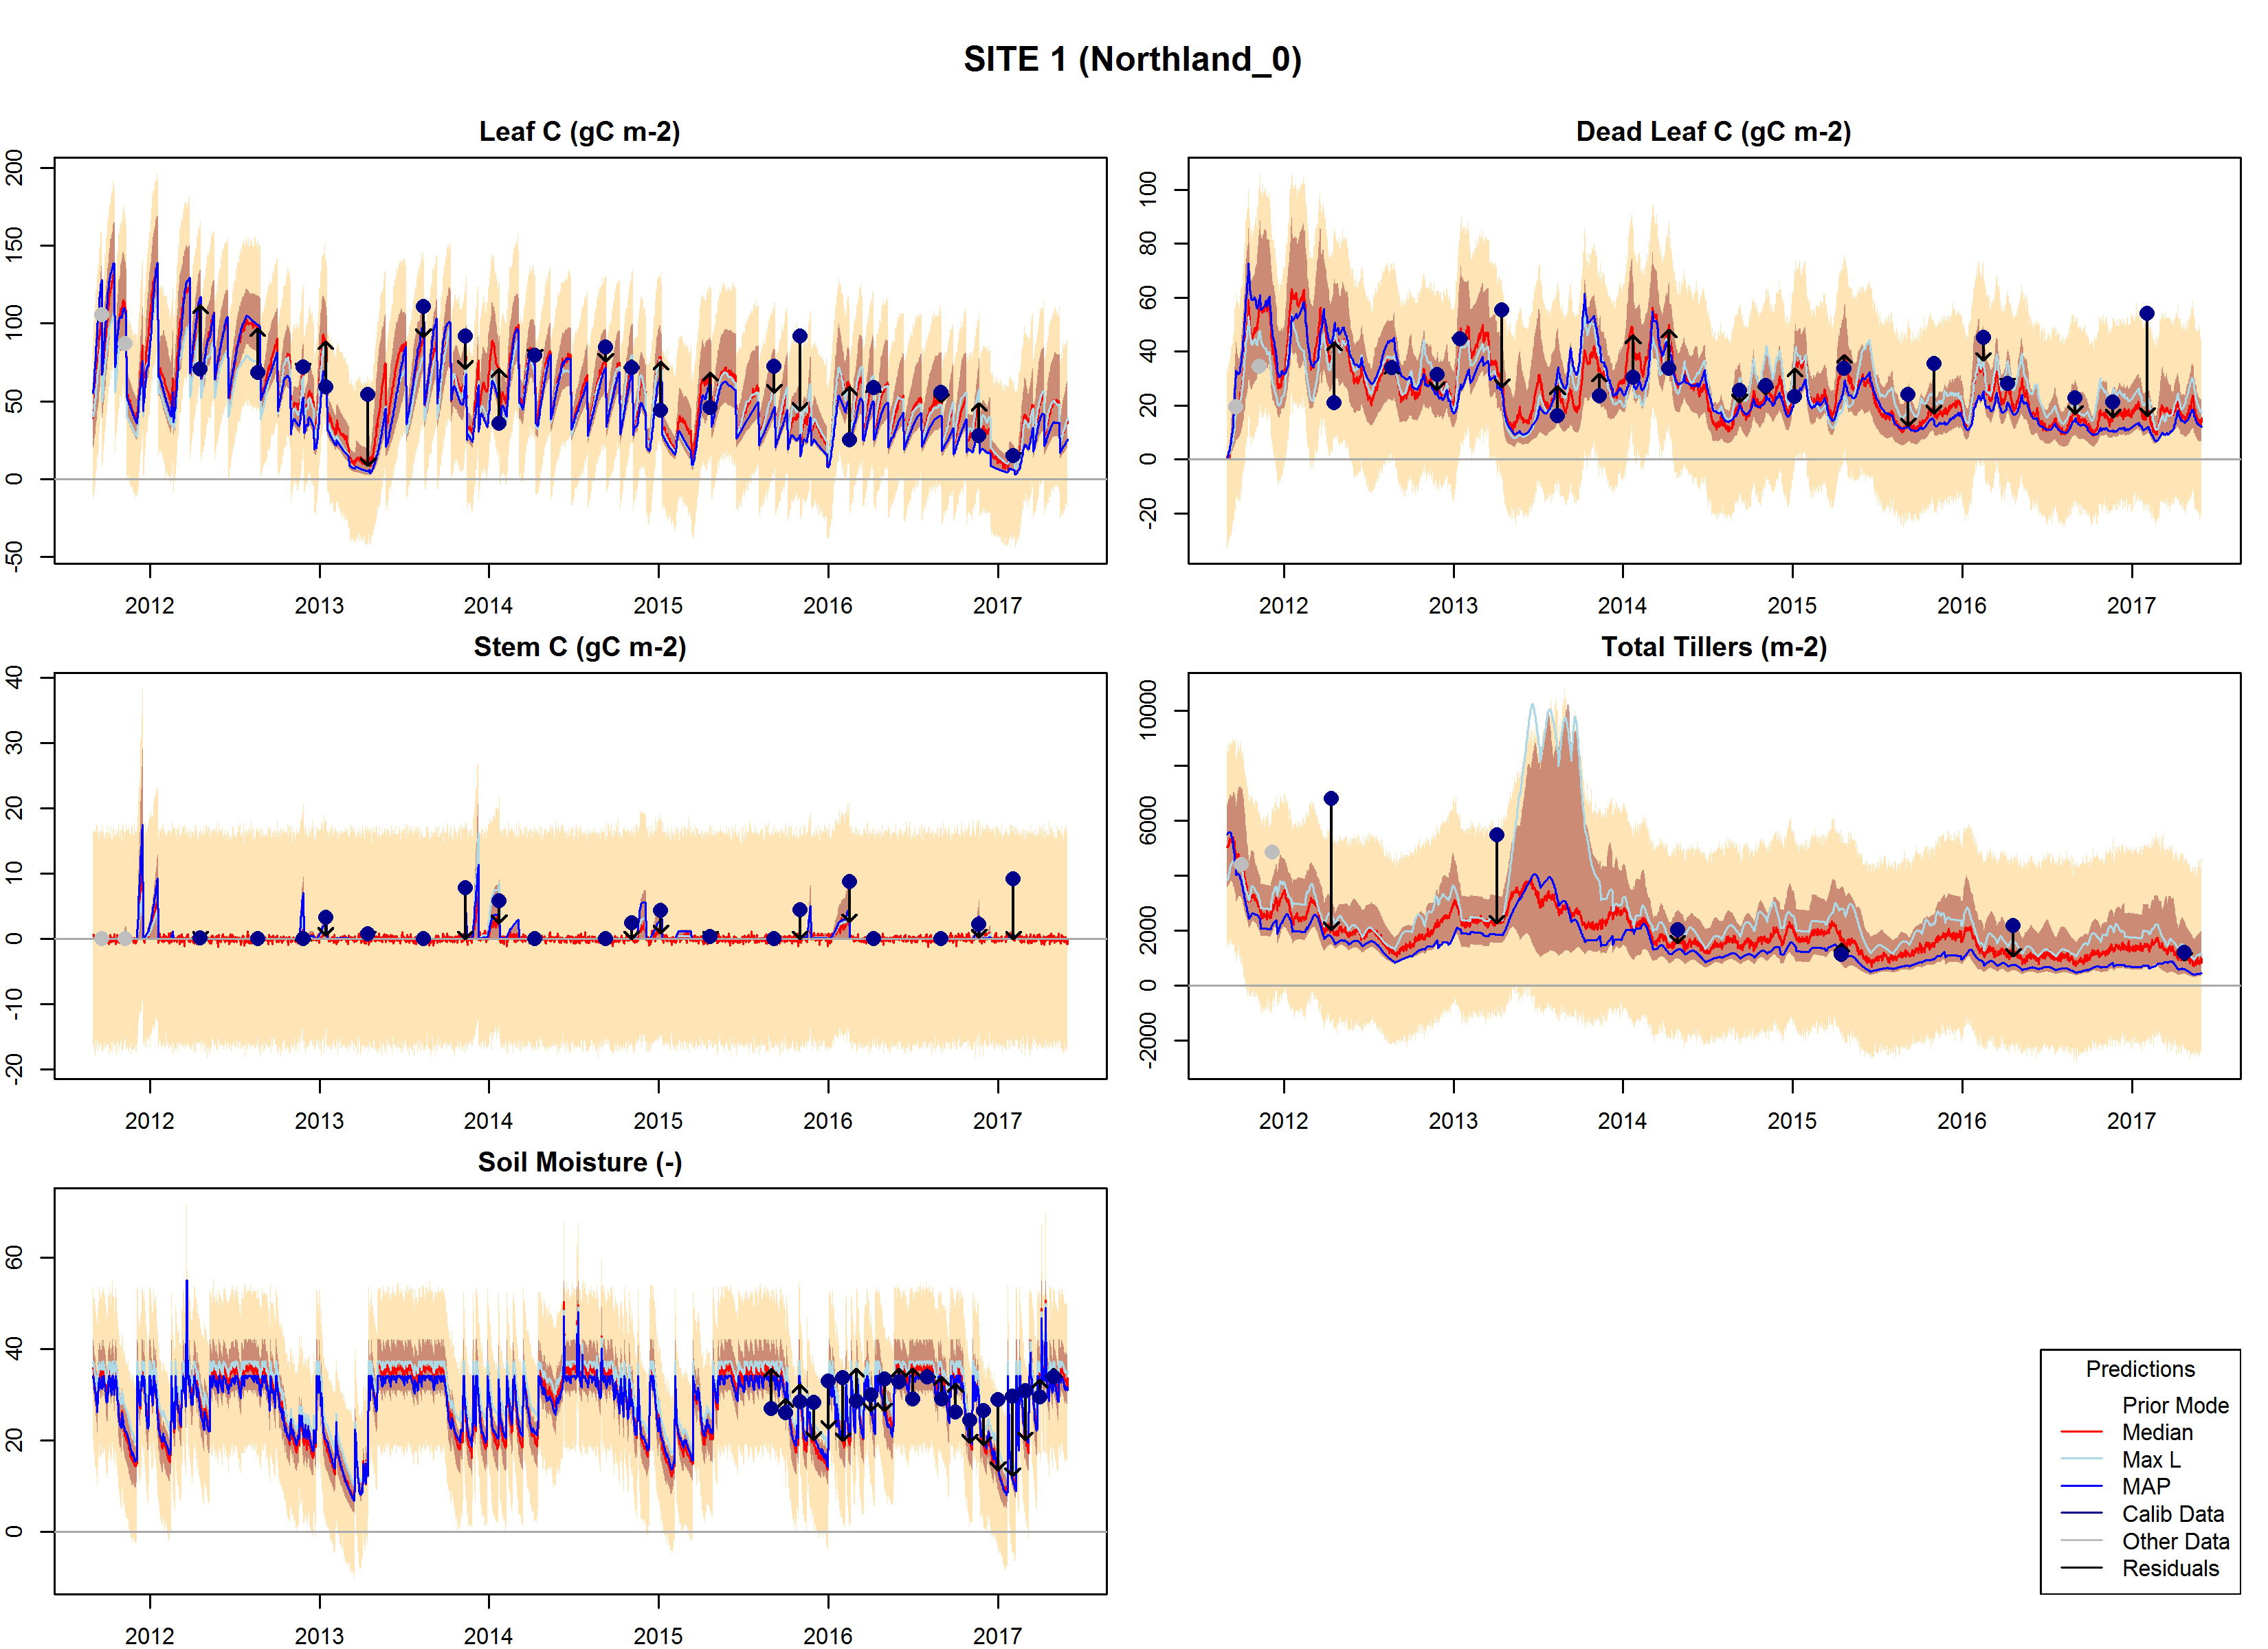 SITE 1 (Northland_0)
Leaf C (gC m-2)
200
150
100
50
0
-50
2012 2013 2014 2015 2016 2017
Dead Leaf C (gC m-2)
100
80
60
40
20
0
-20
2012 2013 2014 2015 2016 2017
Stem C (gC m-2)
40
30
20
10
0
-10
-20
2012 2013 2014 2015 2016 2017
Total Tillers (m-2)
10000
6000
2000
0
-2000
2012 2013 2014 2015 2016 2017
Soil Moisture (-)
60
40
20
0
2012 2013 2014 2015 2016 2017
Predictions
Prior Mode
Median
Max L
MAP
Calib Data
Other Data
Residuals